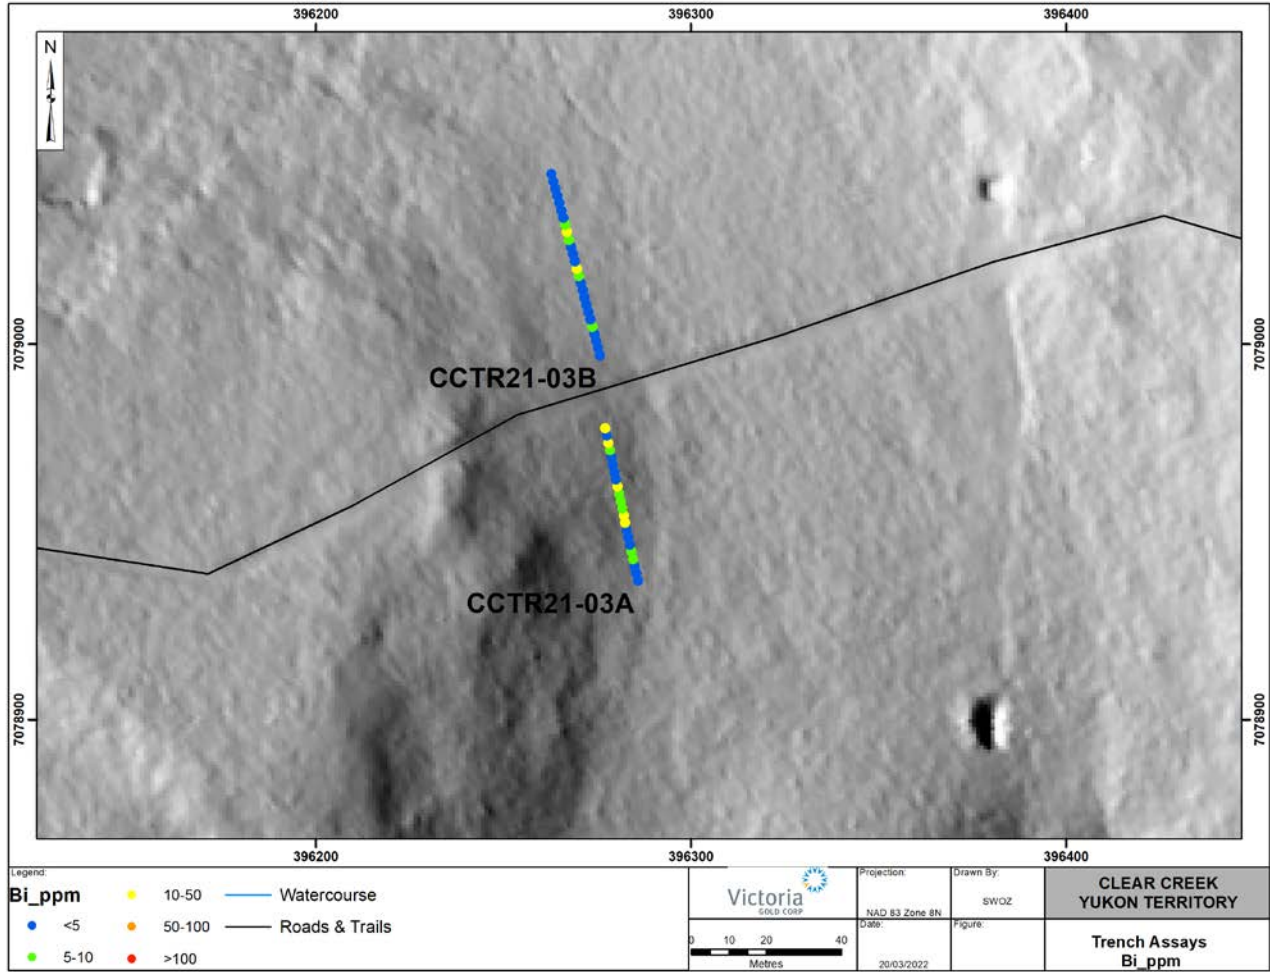 396200 396300 396400
N
7079000 7079000
CCTR21-03B
CCTR21-03A
7078900 7078900
396200 396300 396400
Legend:
Bi_ppm
<5
5-10
10-50
50-100
>100
Watercourse
Roads & Trails
Victoria
GOLD CORP
0 10 20 40
Metres
Projection:
NAD 83 Zone 8N
Drawn By:
SWOZ
Date:
20/03/2022
Figure:
CLEAR CREEK
YUKON TERRITORY
Trench Assays
Bi_ppm